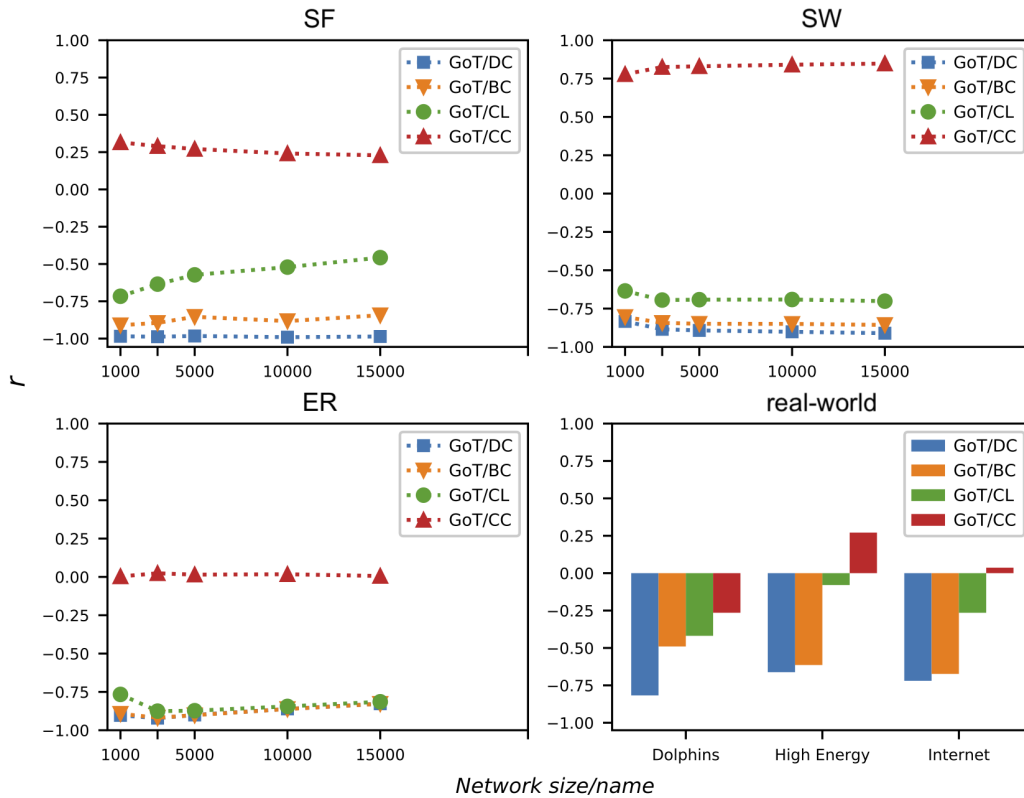 SF
1.00
0.75
0.50
0.25
0.00
−0.25
−0.50
−0.75
−1.00
GoT/DC
GoT/BC
GoT/CL
GoT/CC
1000 5000 10000 15000
SW
1.00
0.75
0.50
0.25
0.00
−0.25
−0.50
−0.75
−1.00
GoT/DC
GoT/BC
GoT/CL
GoT/CC
1000 5000 10000 15000
r
ER
1.00
0.75
0.50
0.25
0.00
−0.25
−0.50
−0.75
−1.00
GoT/DC
GoT/BC
GoT/CL
GoT/CC
1000 5000 10000 15000
real-world
1.00
0.75
0.50
0.25
0.00
−0.25
−0.50
−0.75
−1.00
GoT/DC
GoT/BC
GoT/CL
GoT/CC
Dolphins High Energy Internet
Network size/name